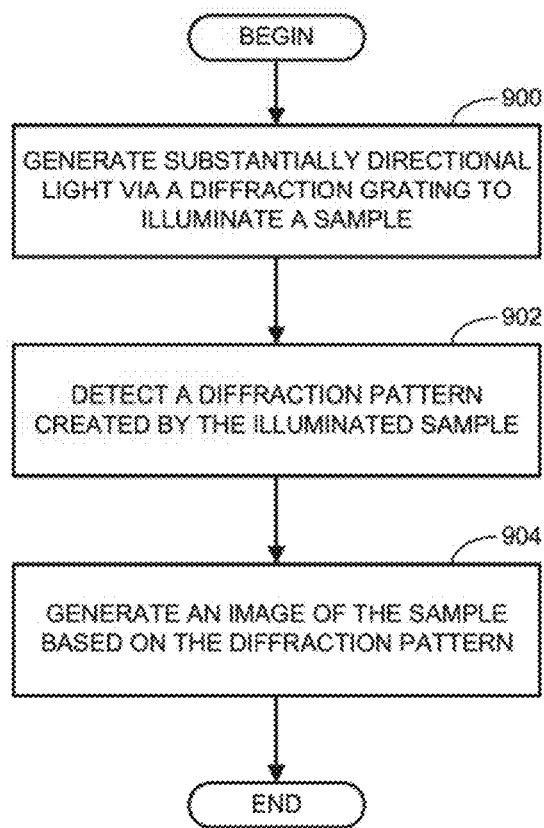 BEGIN
900
GENERATE SUBSTANTIALLY DIRECTIONAL
LIGHT VIA A DIFFRACTION GRATING TO
ILLUMINATE A SAMPLE
902
DETECT A DIFFRACTION PATTERN
CREATED BY THE ILLUMINATED SAMPLE
904
GENERATE AN IMAGE OF THE SAMPLE
BASED ON THE DIFFRACTION PATTERN
END